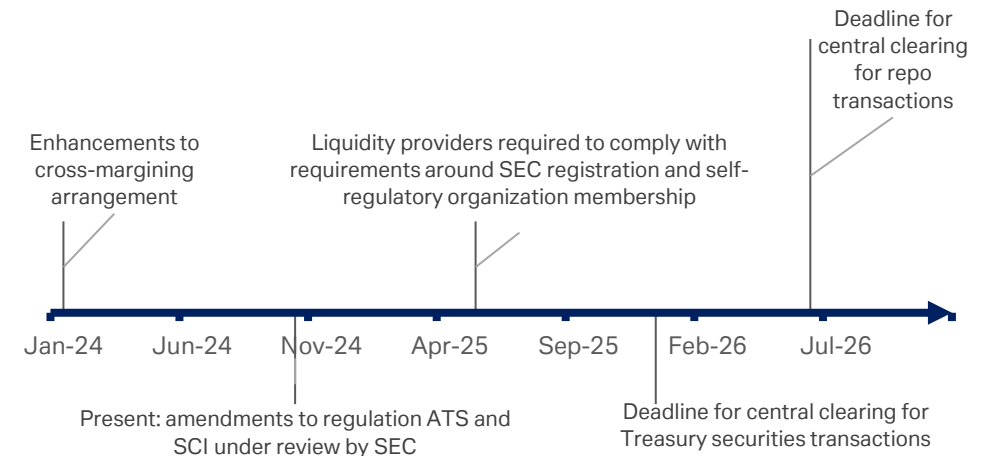 Deadline for
central clearing
for repo
transactions
Enhancements to
cross-margining
arrangement
Liquidity providers required to comply with
requirements around SEC registration and self-
regulatory organization membership
Jan-24
Jun-24
Nov-24
Apr-25
Sep-25
Feb-26
Jul-26
Present: amendments to regulation ATS and
SCI under review by SEC
Deadline for central clearing for
Treasury securities transactions